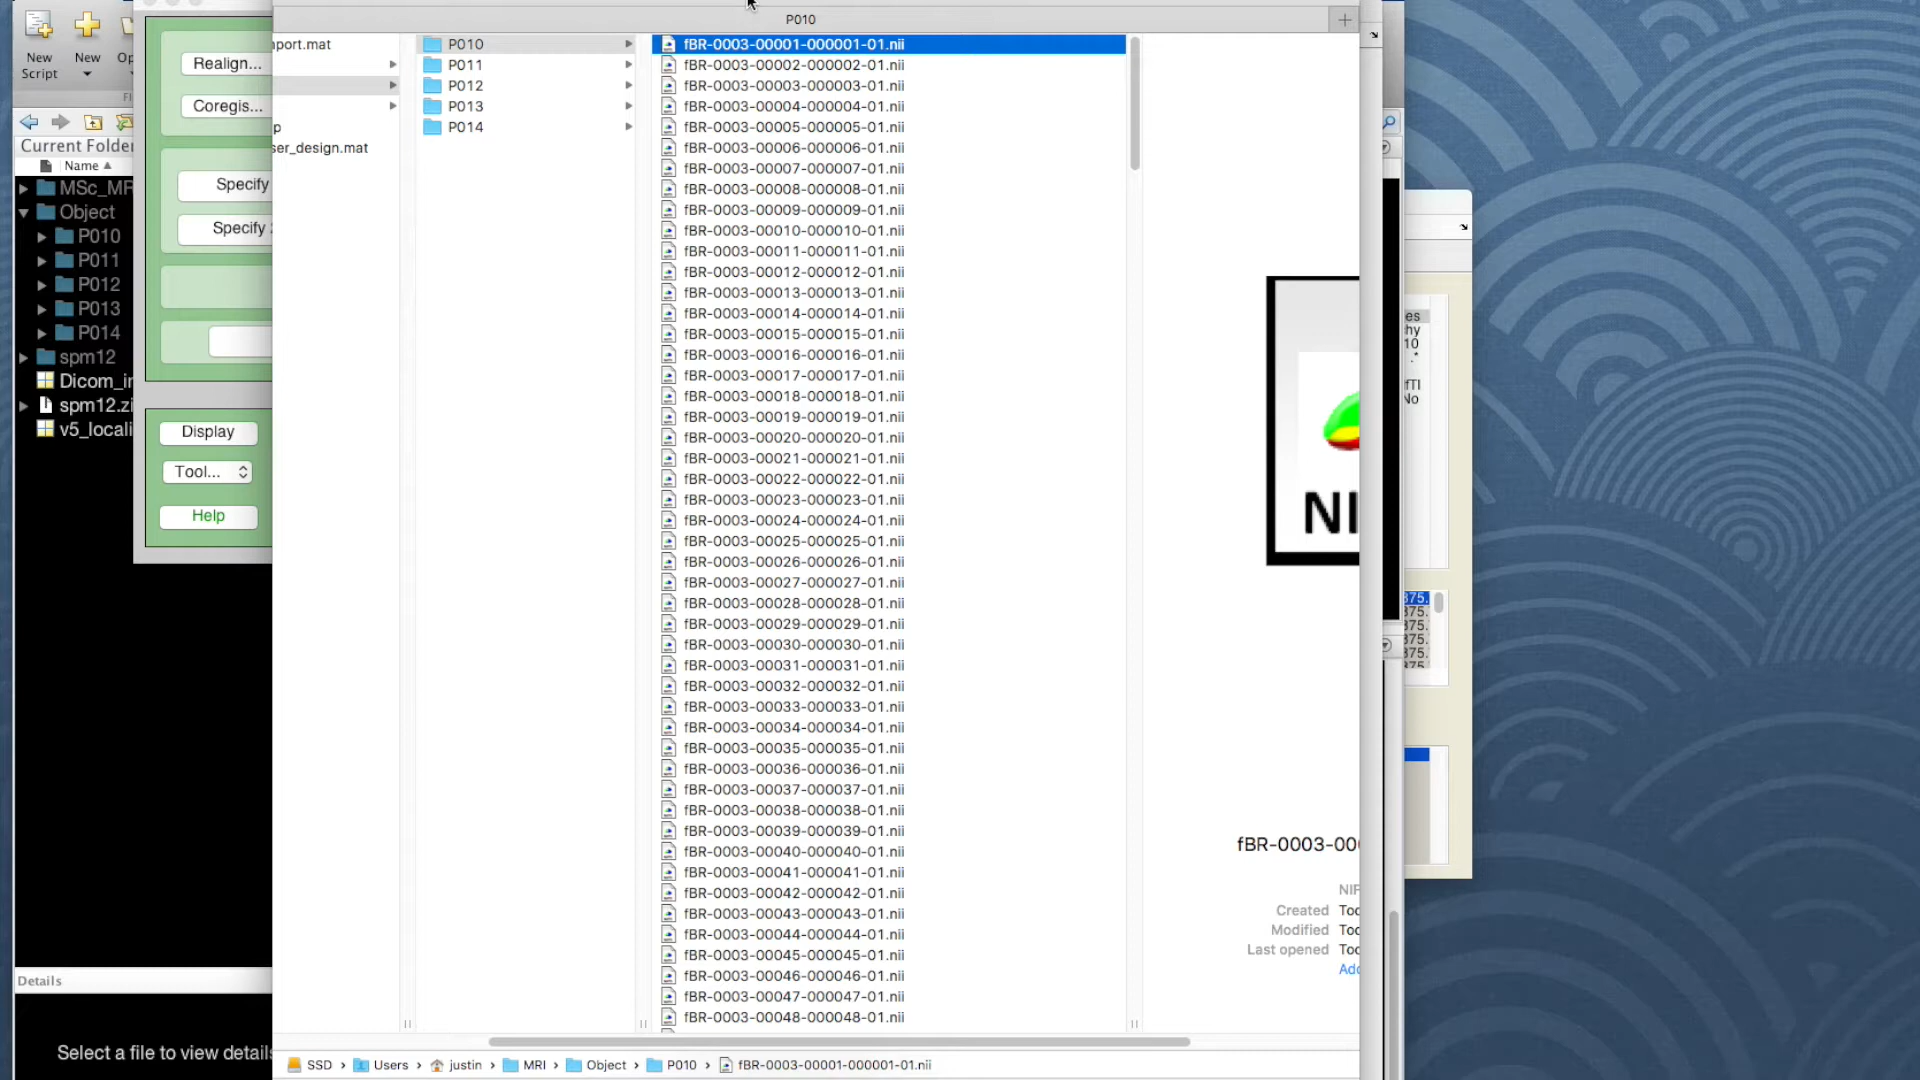 P010
New
Script
New
Current Folder
Name
MSc_MR
Object
P010
P011
P012
P013
P014
spm12
Dicom_in
spm12.zi
v5_locali
Details
Select a file to view details
Realign...
Coregis...
Specify
Specify
Display
Tool...
Help
port.mat
p
ser_design.mat
P010
P011
P012
P013
P014
fBR-0003-00001-000001-01.nii
fBR-0003-00002-000002-01.nii
fBR-0003-00003-000003-01.nii
fBR-0003-00004-000004-01.nii
fBR-0003-00005-000005-01.nii
fBR-0003-00006-000006-01.nii
fBR-0003-00007-000007-01.nii
fBR-0003-00008-000008-01.nii
fBR-0003-00009-000009-01.nii
fBR-0003-00010-000010-01.nii
fBR-0003-00011-000011-01.nii
fBR-0003-00012-000012-01.nii
fBR-0003-00013-000013-01.nii
fBR-0003-00014-000014-01.nii
fBR-0003-00015-000015-01.nii
fBR-0003-00016-000016-01.nii
fBR-0003-00017-000017-01.nii
fBR-0003-00018-000018-01.nii
fBR-0003-00019-000019-01.nii
fBR-0003-00020-000020-01.nii
fBR-0003-00021-000021-01.nii
fBR-0003-00022-000022-01.nii
fBR-0003-00023-000023-01.nii
fBR-0003-00024-000024-01.nii
fBR-0003-00025-000025-01.nii
fBR-0003-00026-000026-01.nii
fBR-0003-00027-000027-01.nii
fBR-0003-00028-000028-01.nii
fBR-0003-00029-000029-01.nii
fBR-0003-00030-000030-01.nii
fBR-0003-00031-000031-01.nii
fBR-0003-00032-000032-01.nii
fBR-0003-00033-000033-01.nii
fBR-0003-00034-000034-01.nii
fBR-0003-00035-000035-01.nii
fBR-0003-00036-000036-01.nii
fBR-0003-00037-000037-01.nii
fBR-0003-00038-000038-01.nii
fBR-0003-00039-000039-01.nii
fBR-0003-00040-000040-01.nii
fBR-0003-00041-000041-01.nii
fBR-0003-00042-000042-01.nii
fBR-0003-00043-000043-01.nii
fBR-0003-00044-000044-01.nii
fBR-0003-00045-000045-01.nii
fBR-0003-00046-000046-01.nii
fBR-0003-00047-000047-01.nii
fBR-0003-00048-000048-01.nii
NI
fBR-0003-00
Created
Modified
Last opened
es
hy
10
.*
fTI
No
375.
375.
375.
375.
375.
SSD › Users › justin › MRI › Object › P010 › fBR-0003-00001-000001-01.nii